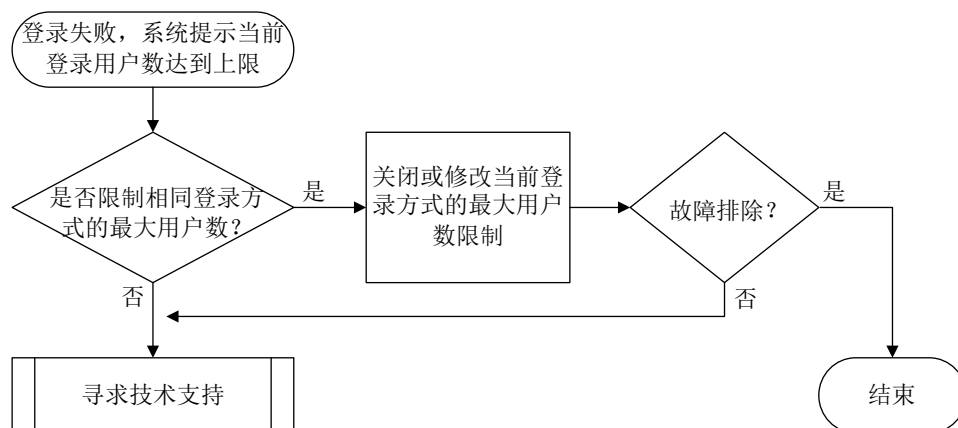 登录失败，系统提示当前
登录用户数达到上限
是否限制相同登录方
式的最大用户数？
是
关闭或修改当前登
录方式的最大用户
数限制
故障排除？
是
否
否
寻求技术支持
结束